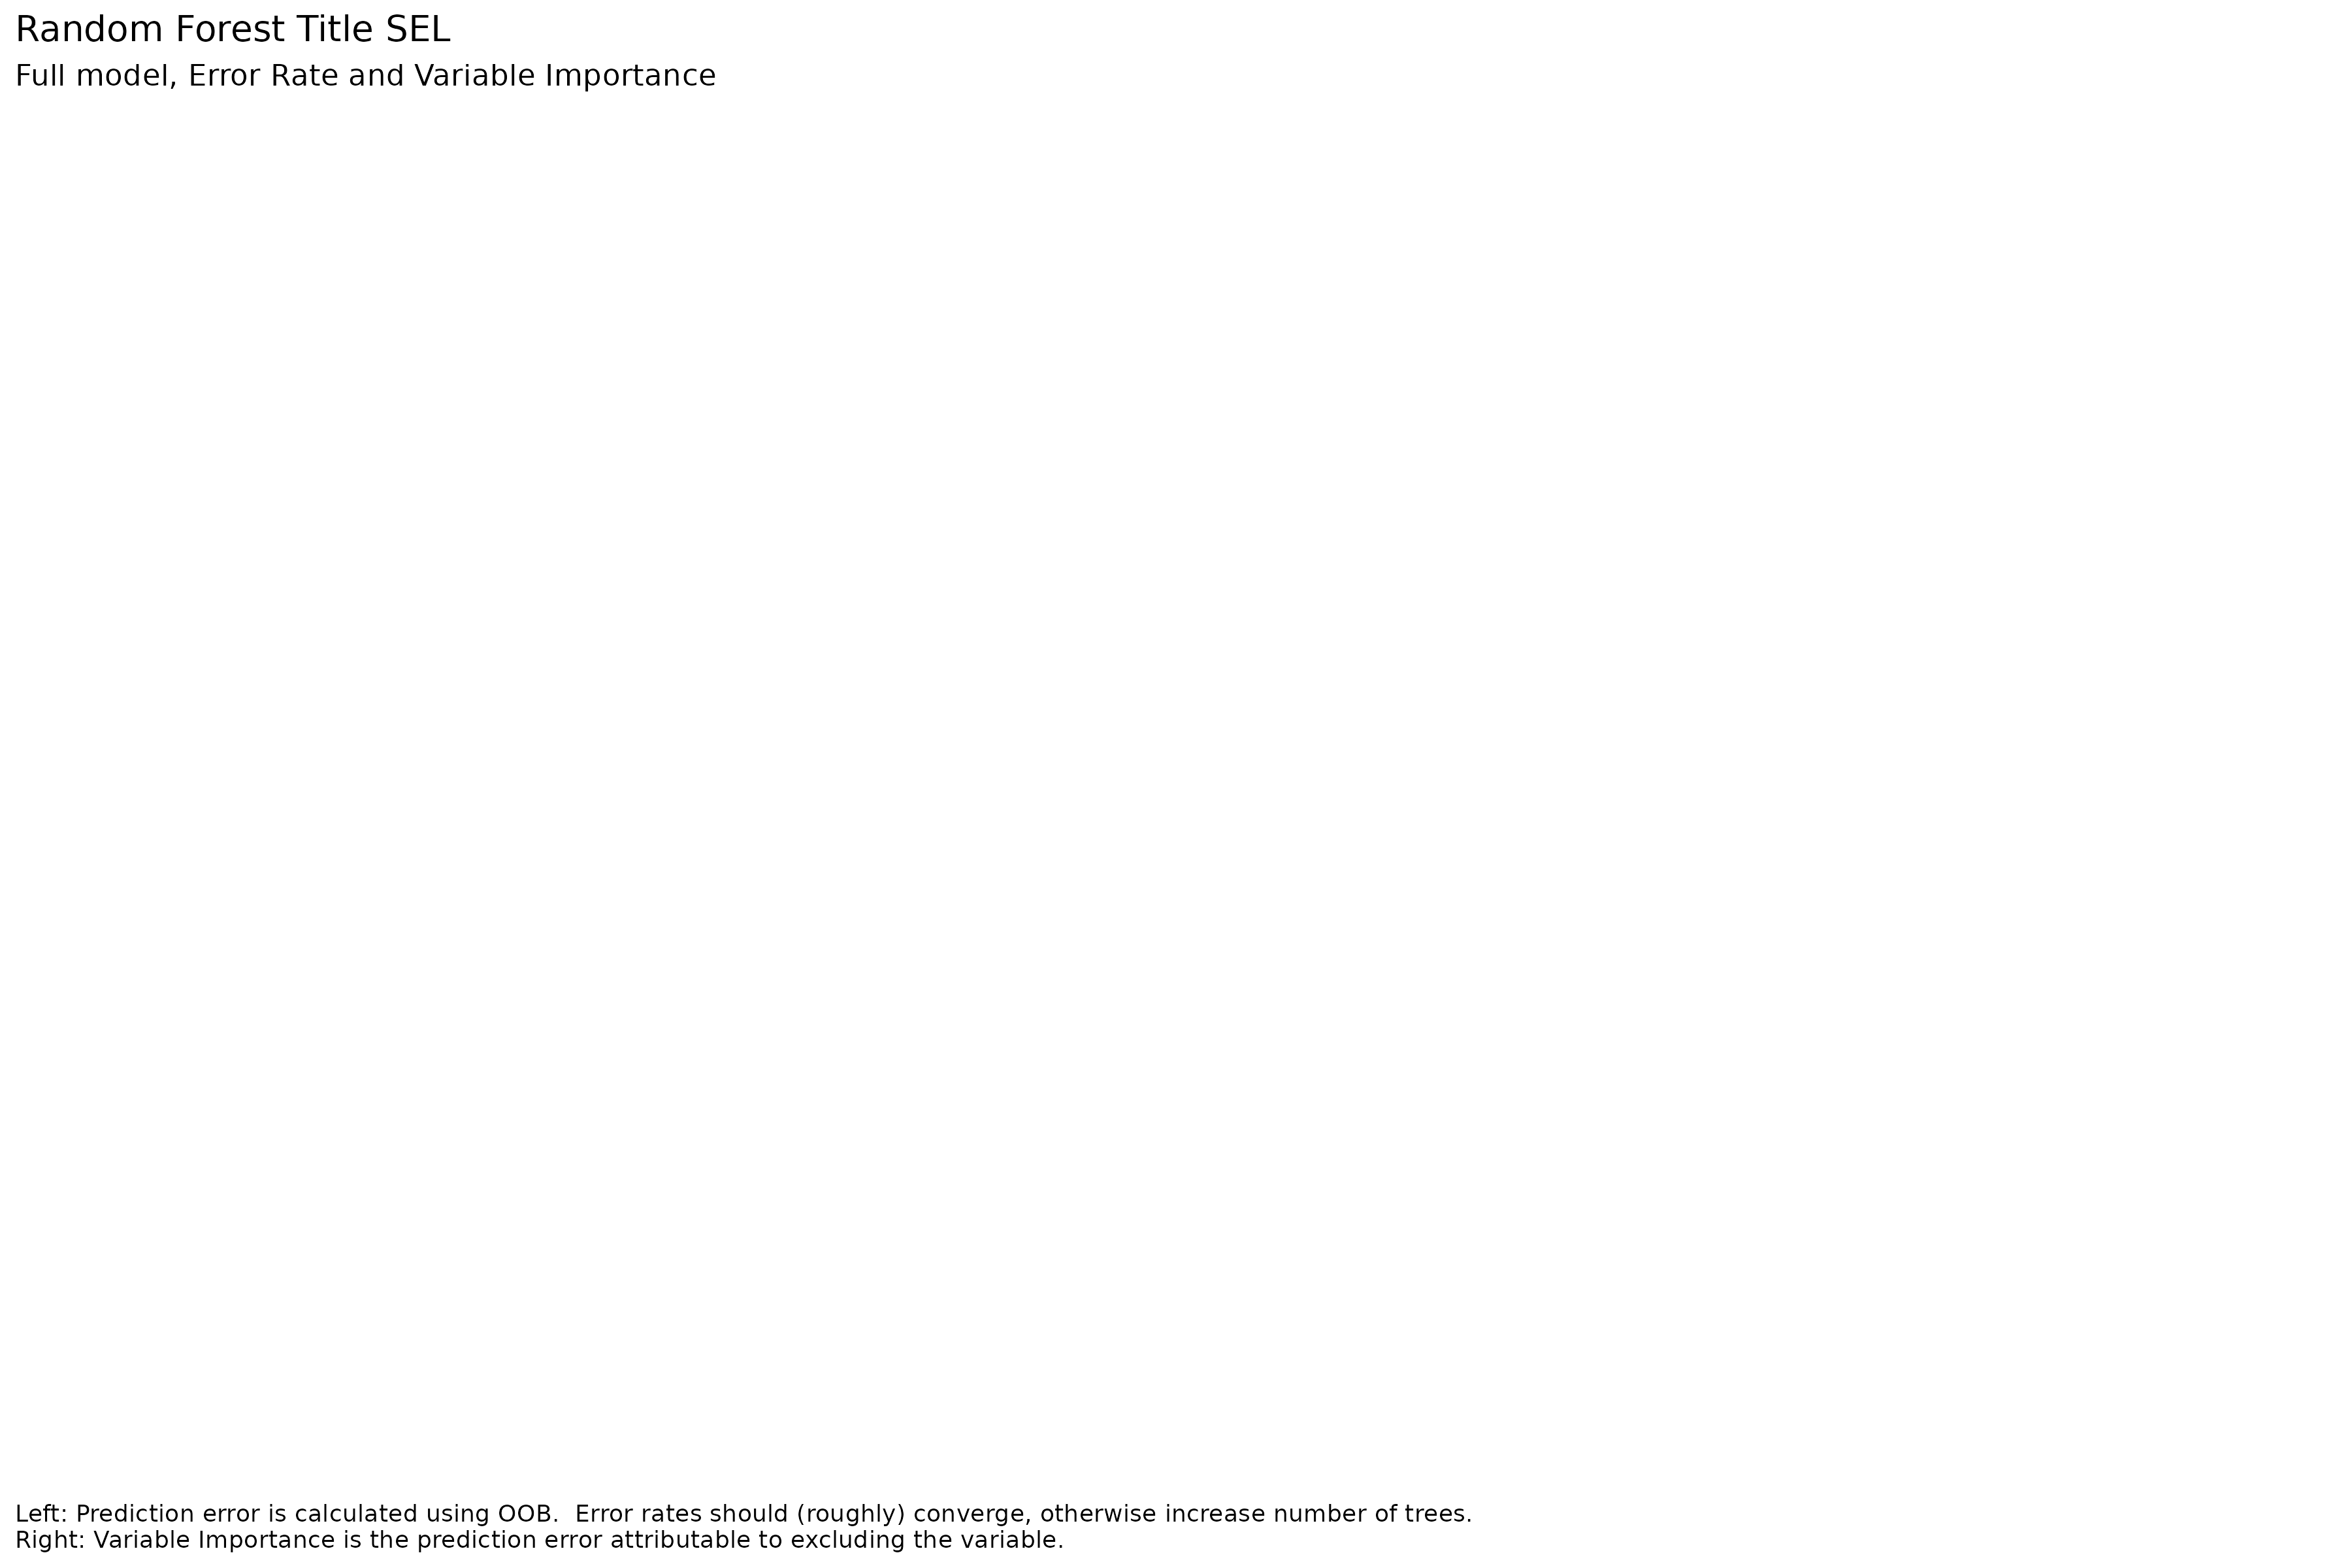 Random Forest Title SEL
Full model, Error Rate and Variable Importance
Left: Prediction error is calculated using OOB.  Error rates should (roughly) converge, otherwise increase number of trees.
Right: Variable Importance is the prediction error attributable to excluding the variable.